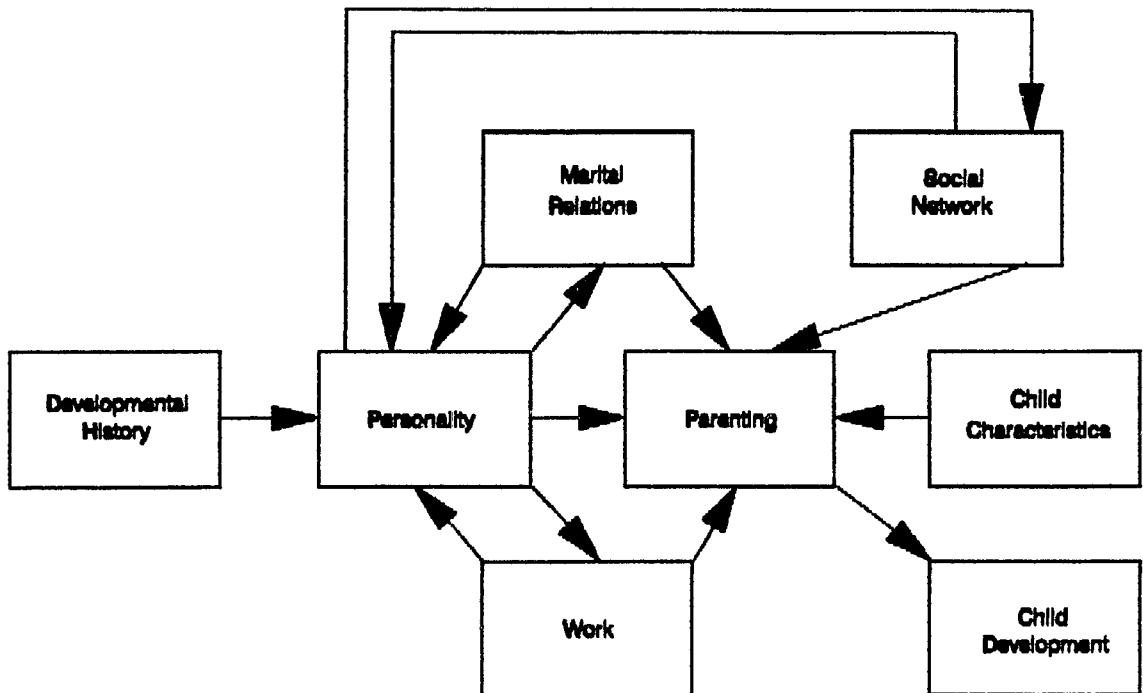 Marital
Relations
Social
Network
Developmental
History
Personality
Parenting
Child
Characteristics
Work
Child
Development